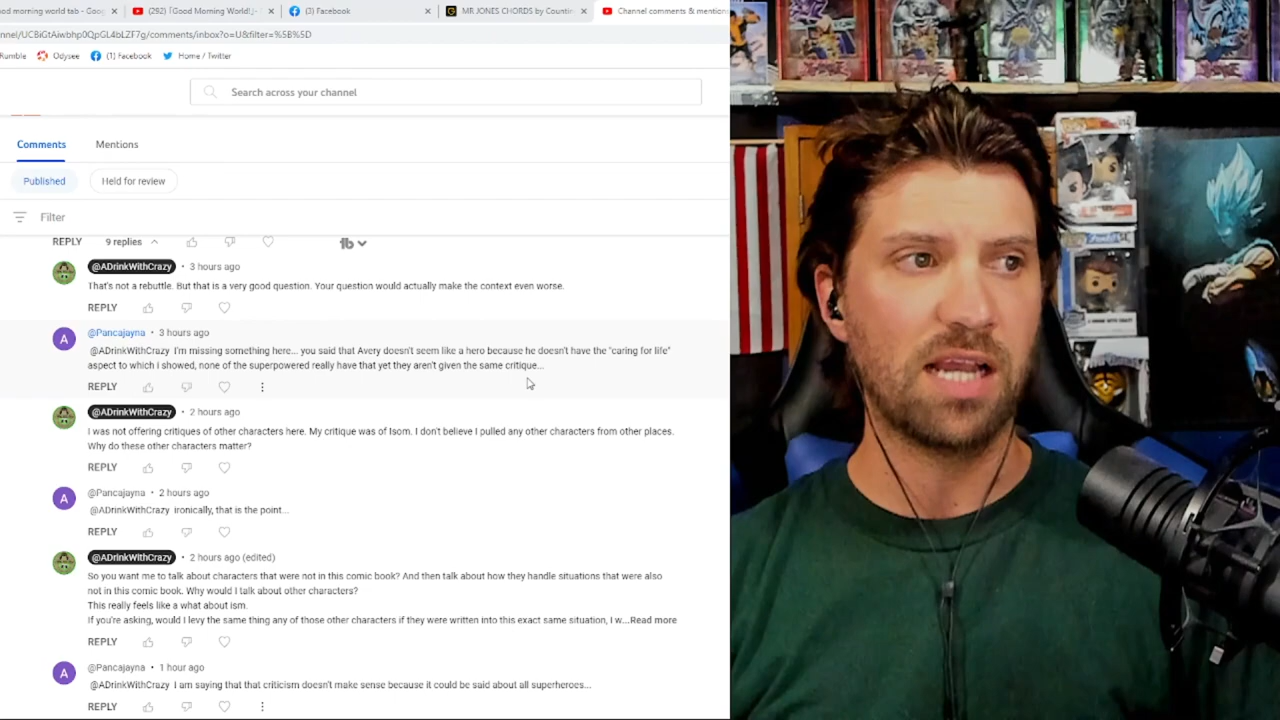 od morning world tab - Goog
(292) 「Good Morning World!」-
(3) Facebook
MR JONES CHORDS by Countin
Channel comments & mentions
nnel/UCBiGtAiwbhp0QpGL4bLZF7g/comments/inbox?o=U&filter=%5B%5D
Rumble
Odysee
(1) Facebook
Home / Twitter
Search across your channel
Comments
Mentions
Published
Held for review
Filter
REPLY 9 replies
@ADrinkWithCrazy • 3 hours ago
That's not a rebuttle. But that is a very good question. Your question would actually make the context even worse.
REPLY
A @Pancajayna • 3 hours ago
@ADrinkWithCrazy I'm missing something here... you said that Avery doesn't seem like a hero because he doesn't have the "caring for life"
aspect to which i showed, none of the superpowered really have that yet they aren't given the same critique...
REPLY
@ADrinkWithCrazy • 2 hours ago
I was not offering critiques of other characters here. My critique was of Isom. I don't believe I pulled any other characters from other places.
Why do these other characters matter?
REPLY
A @Pancajayna • 2 hours ago
@ADrinkWithCrazy ironically, that is the point...
REPLY
@ADrinkWithCrazy • 2 hours ago (edited)
So you want me to talk about characters that were not in this comic book? And then talk about how they handle situations that were also
not in this comic book. Why would I talk about other characters?
This really feels like a what about ism.
If you're asking, would I levy the same thing any of those other characters if they were written into this exact same situation, I w...Read more
REPLY
A @Pancajayna • 1 hour ago
@ADrinkWithCrazy I am saying that that criticism doesn't make sense because it could be said about all superheroes...
REPLY